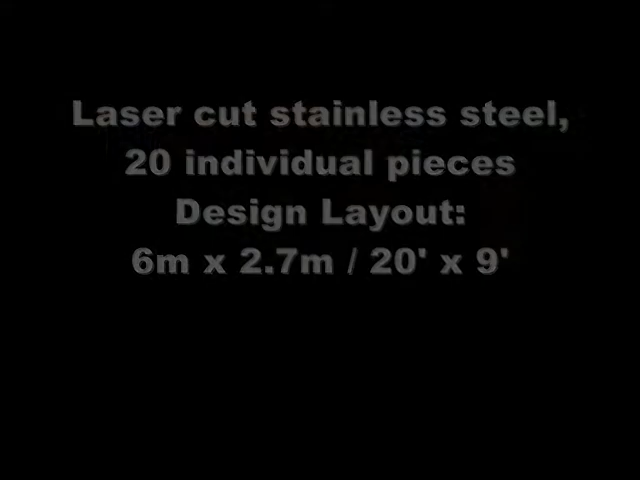 Laser cut stainless steel,
20 individual pieces
Design Layout:
6m x 2.7m / 20' x 9'